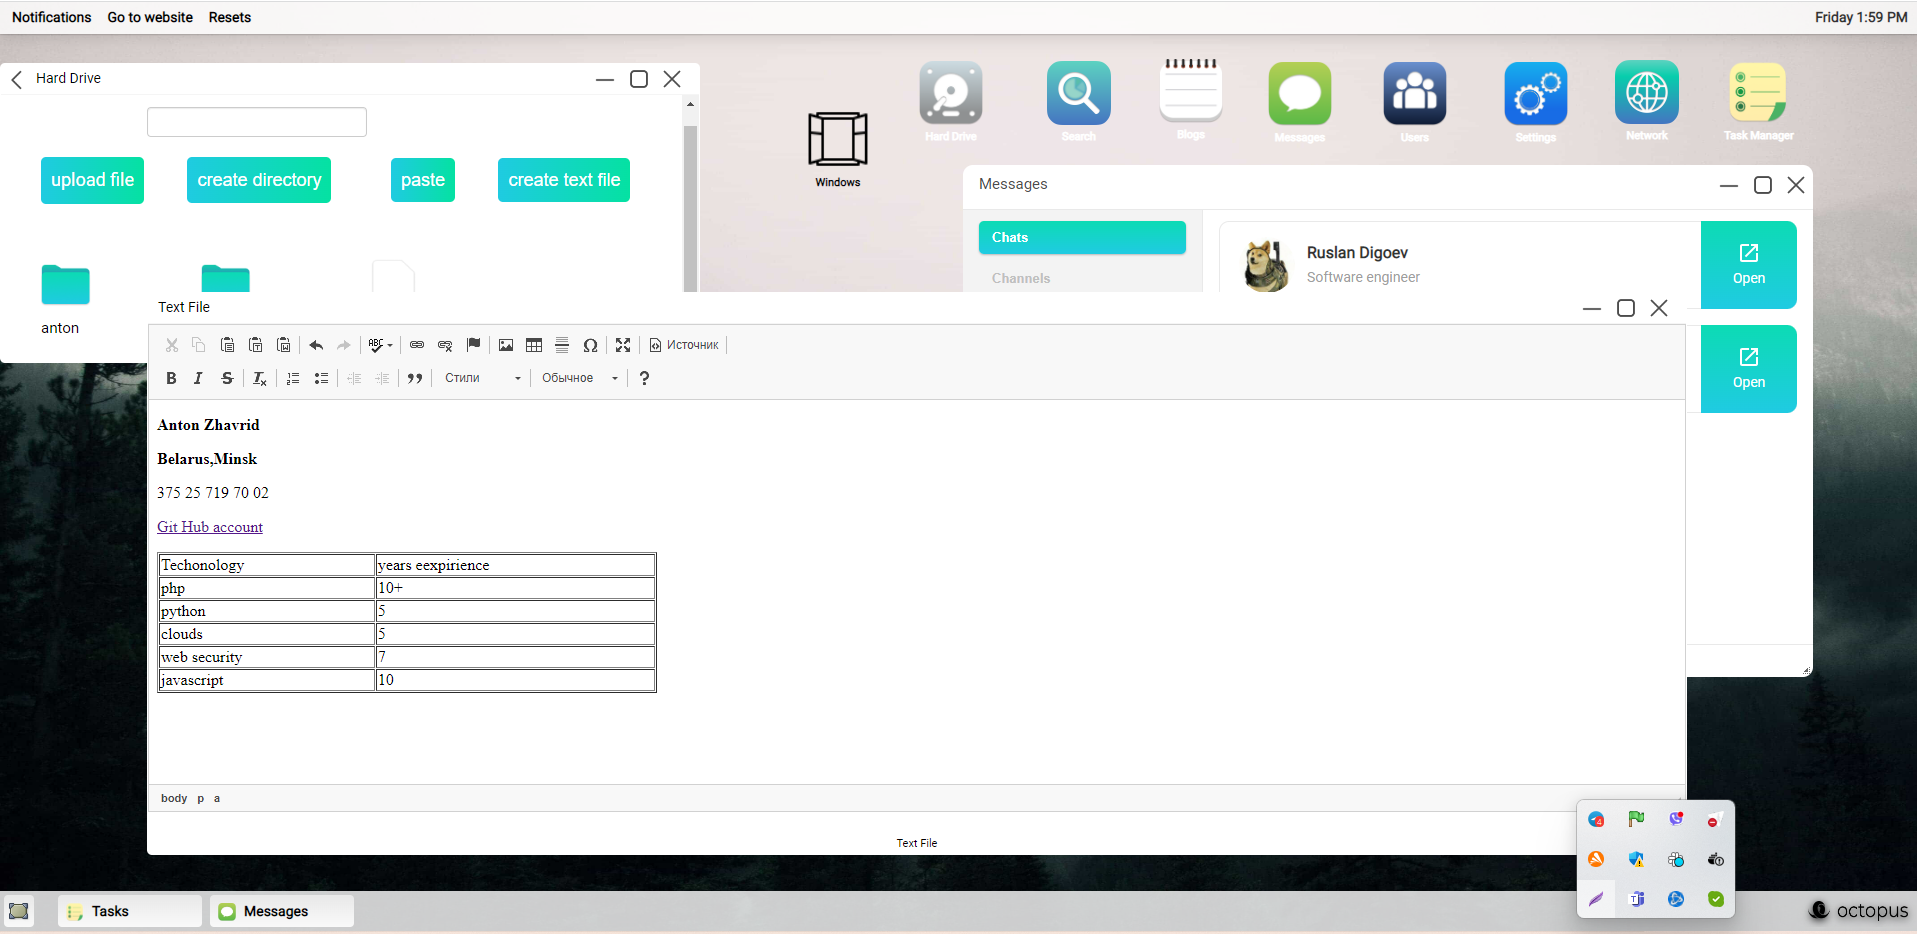 Notifications Go to website Resets Friday 1:59 PM
Hard Drive
upload file create directory paste create text file
anton
Windows
Hard Drive Search Blogs Messages Users Settings Network Task Manager
Messages
Chats
Channels
Ruslan Digoev
Software engineer
Open
Open
Text File
ABC Источник
B I S Tx Стили Обычное ?
Anton Zhavrid
Belarus,Minsk
375 25 719 70 02
Git Hub account
Techonology years eexpirience
php 10+
python 5
clouds 5
web security 7
javascript 10
body p a
Text File
4
T
Tasks Messages octopus